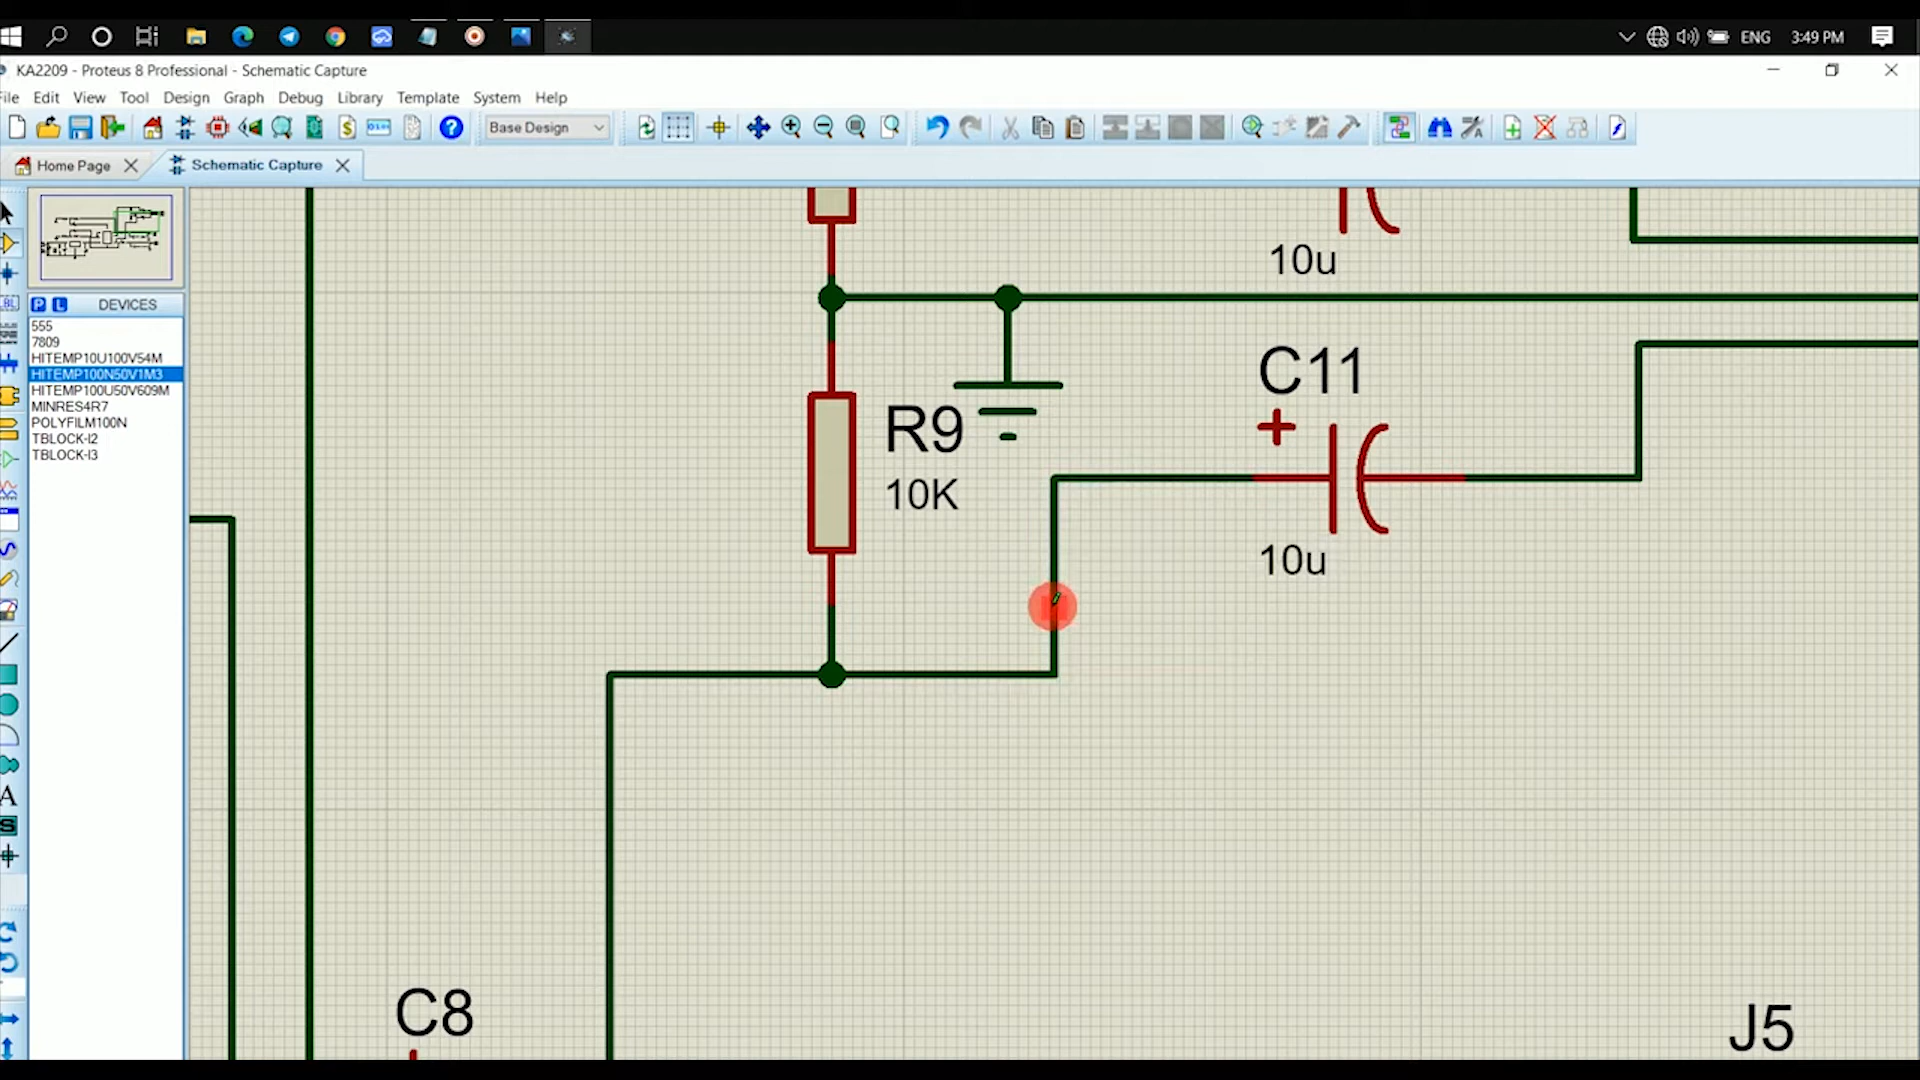 ENG 3:49 PM
KA2209 - Proteus 8 Professional - Schematic Capture
File Edit View Tool Design Graph Debug Library Template System Help
Base Design
Home Page Schematic Capture
P L DEVICES
555
7809
HITEMP10U100V54M
HITEMP100N50V1M3
HITEMP100U50V609M
MINRES4R7
POLYFILM100N
TBLOCK-I2
TBLOCK-I3
10u
C11
+
R9
10K
10u
C8
J5